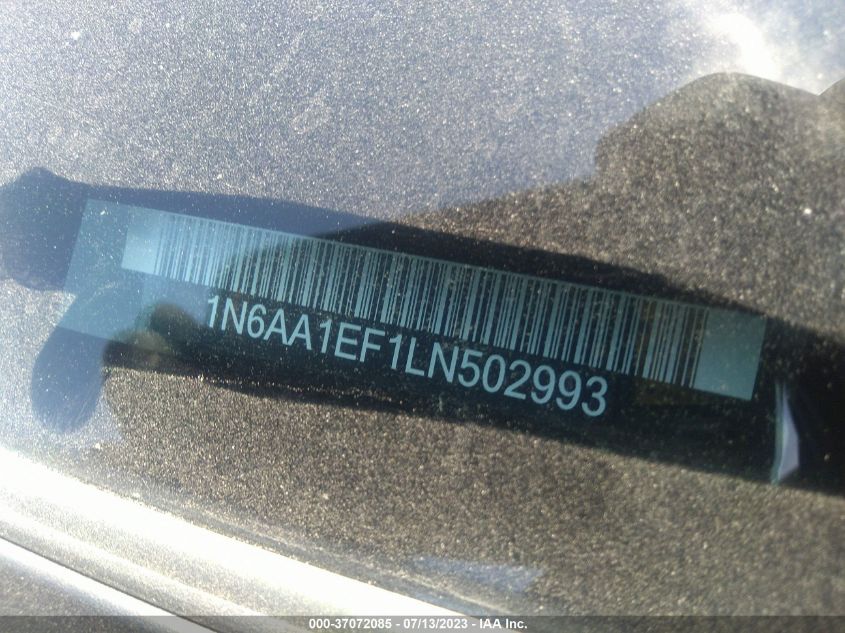 1N6AA1EF1LN502993
000-37072085 - 07/13/2023 - IAA Inc.